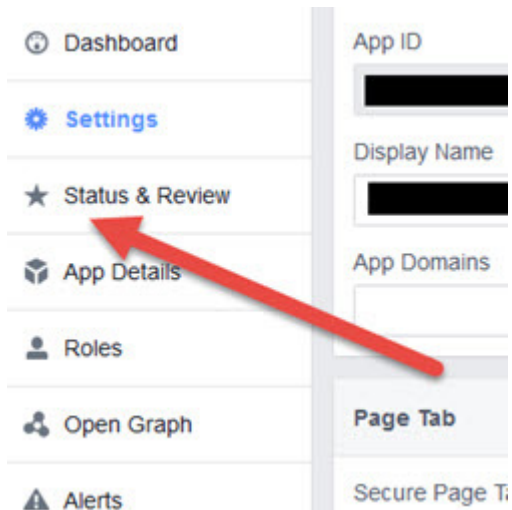 Dashboard
Settings
Status & Review
App Details
Roles
Open Graph
Alerts
App ID
Display Name
App Domains
Page Tab
Secure Page